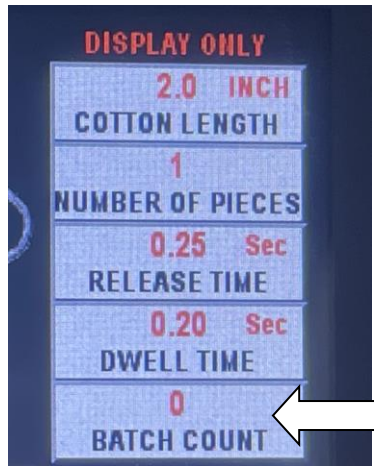 DISPLAY ONLY
2.0 INCH
COTTON LENGTH
1
NUMBER OF PIECES
0.25 Sec
RELEASE TIME
0.20 Sec
DWELL TIME
0
BATCH COUNT